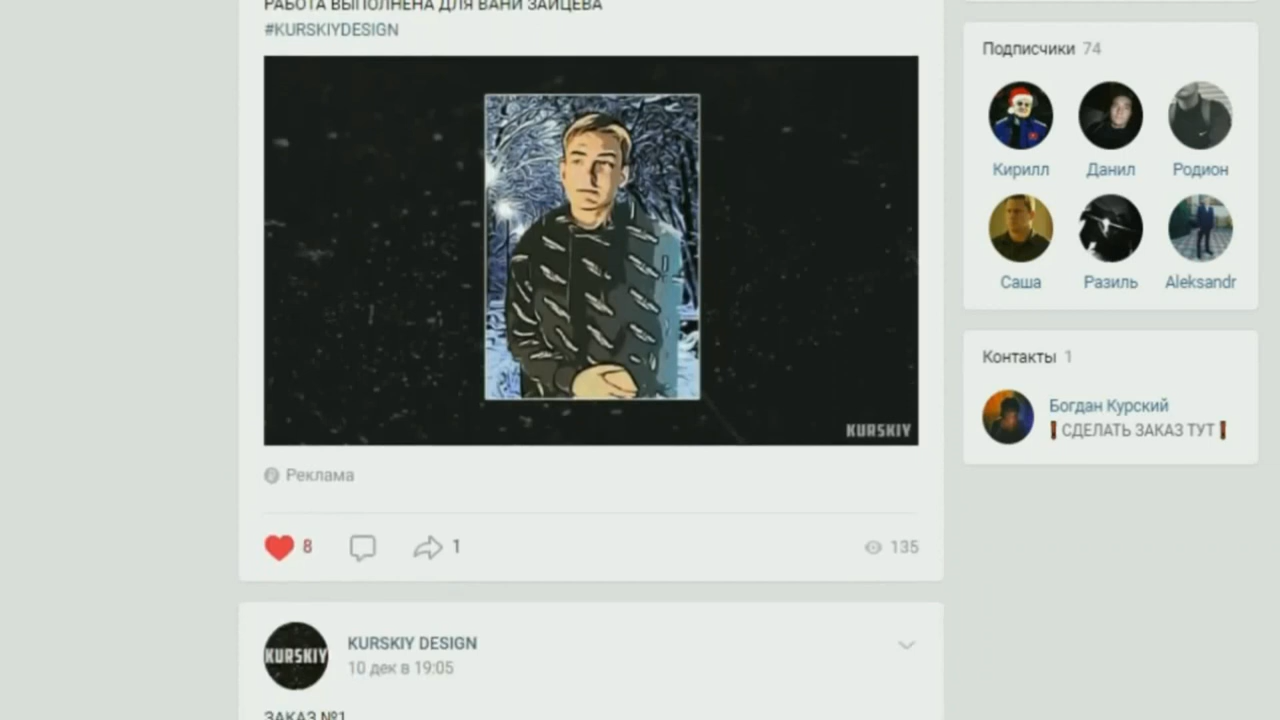 РАБОТА ВЫПОЛНЕНА ДЛЯ ВАНИ ЗАЙЦЕВА
#KURSKIYDESIGN
KURSKIY
Реклама
8
1
135
KURSKIY
KURSKIY DESIGN
10 дек в 19:05
ЗАКАЗ №1
Подписчики 74
Кирилл
Данил
Родион
Саша
Разиль
Aleksandr
Контакты 1
Богдан Курский
❗СДЕЛАТЬ ЗАКАЗ ТУТ❗